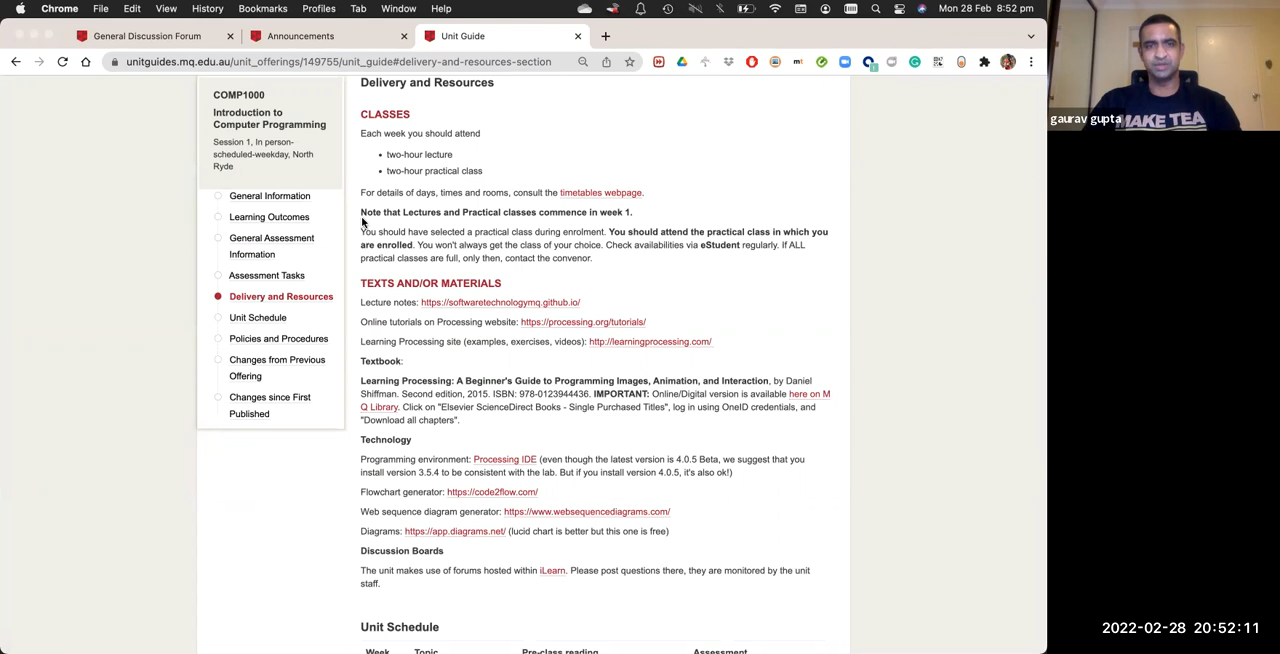 Chrome File Edit View History Bookmarks Profiles Tab Window Help Mon 28 Feb 8:52 pm
General Discussion Forum Announcements Unit Guide
unitguides.mq.edu.au/unit_offerings/149755/unit_guide#delivery-and-resources-section
COMP1000
Introduction to
Computer Programming
Session 1, In person-
scheduled-weekday, North
Ryde
General Information
Learning Outcomes
General Assessment
Information
Assessment Tasks
Delivery and Resources
Unit Schedule
Policies and Procedures
Changes from Previous
Offering
Changes since First
Published
Delivery and Resources
CLASSES
Each week you should attend
• two-hour lecture
• two-hour practical class
For details of days, times and rooms, consult the timetables webpage.
Note that Lectures and Practical classes commence in week 1.
You should have selected a practical class during enrolment. You should attend the practical class in which you
are enrolled. You won't always get the class of your choice. Check availabilities via eStudent regularly. If ALL
practical classes are full, only then, contact the convenor.
TEXTS AND/OR MATERIALS
Lecture notes: https://softwaretechnologymq.github.io/
Online tutorials on Processing website: https://processing.org/tutorials/
Learning Processing site (examples, exercises, videos): http://learningprocessing.com/
Textbook:
Learning Processing: A Beginner's Guide to Programming Images, Animation, and Interaction, by Daniel
Shiffman. Second edition, 2015. ISBN: 978-0123944436. IMPORTANT: Online/Digital version is available here on M
Q Library. Click on "Elsevier ScienceDirect Books - Single Purchased Titles", log in using OneID credentials, and
"Download all chapters".
Technology
Programming environment: Processing IDE (even though the latest version is 4.0.5 Beta, we suggest that you
install version 3.5.4 to be consistent with the lab. But if you install version 4.0.5, it's also ok!)
Flowchart generator: https://code2flow.com/
Web sequence diagram generator: https://www.websequencediagrams.com/
Diagrams: https://app.diagrams.net/ (lucid chart is better but this one is free)
Discussion Boards
The unit makes use of forums hosted within iLearn. Please post questions there, they are monitored by the unit
staff.
Unit Schedule
Week Topic Pre-class reading Assessment
MAKE TEA
gaurav gupta
2022-02-28 20:52:11